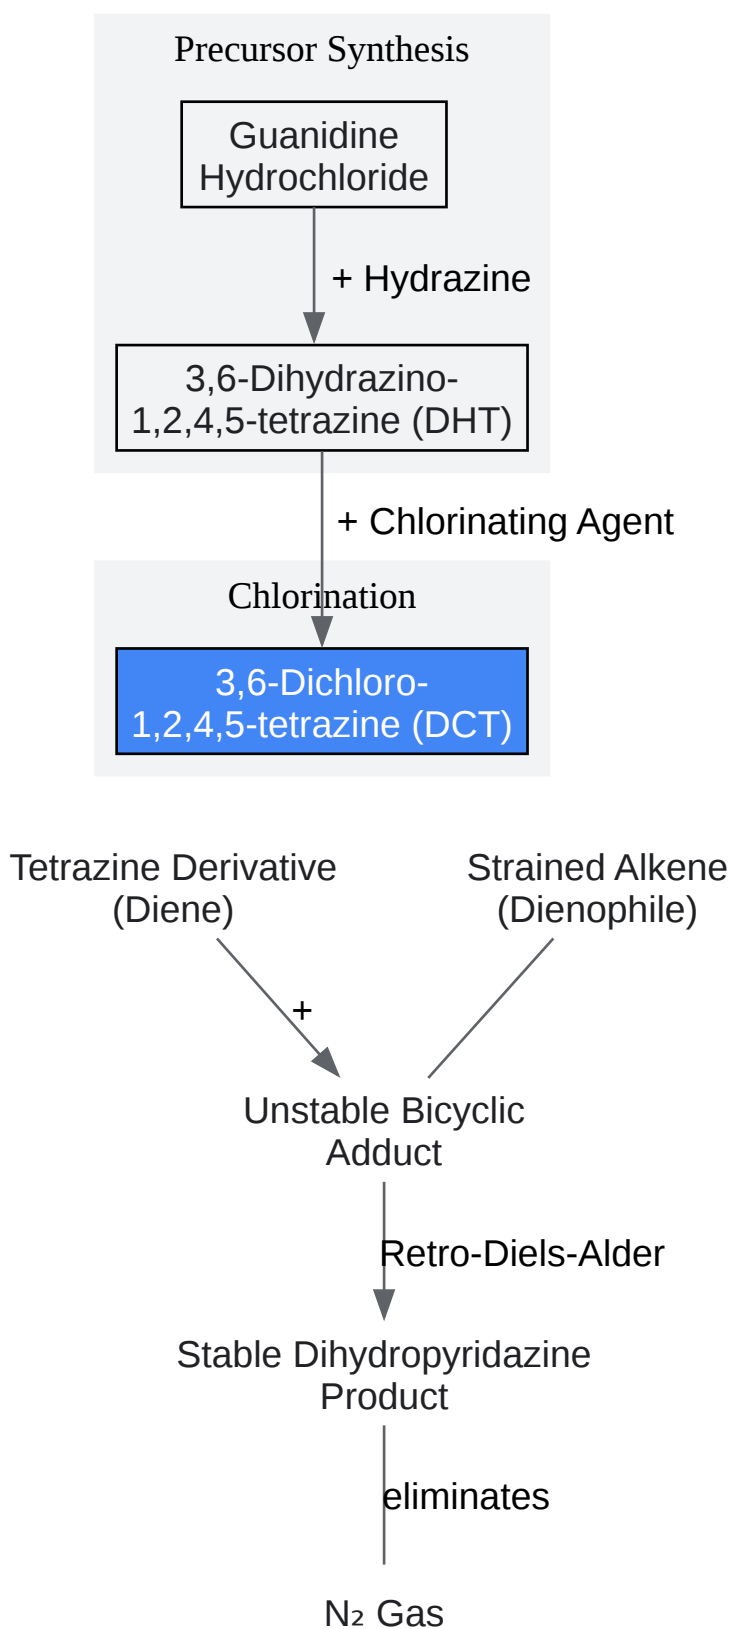 Precursor Synthesis
Guanidine
Hydrochloride
+ Hydrazine
3,6-Dihydrazino-
1,2,4,5-tetrazine (DHT)
+ Chlorinating Agent
Chlorination
3,6-Dichloro-
1,2,4,5-tetrazine (DCT)
Tetrazine Derivative
(Diene)
Strained Alkene
(Dienophile)
+
Unstable Bicyclic
Adduct
Retro-Diels-Alder
Stable Dihydropyridazine
Product
eliminates
N₂ Gas